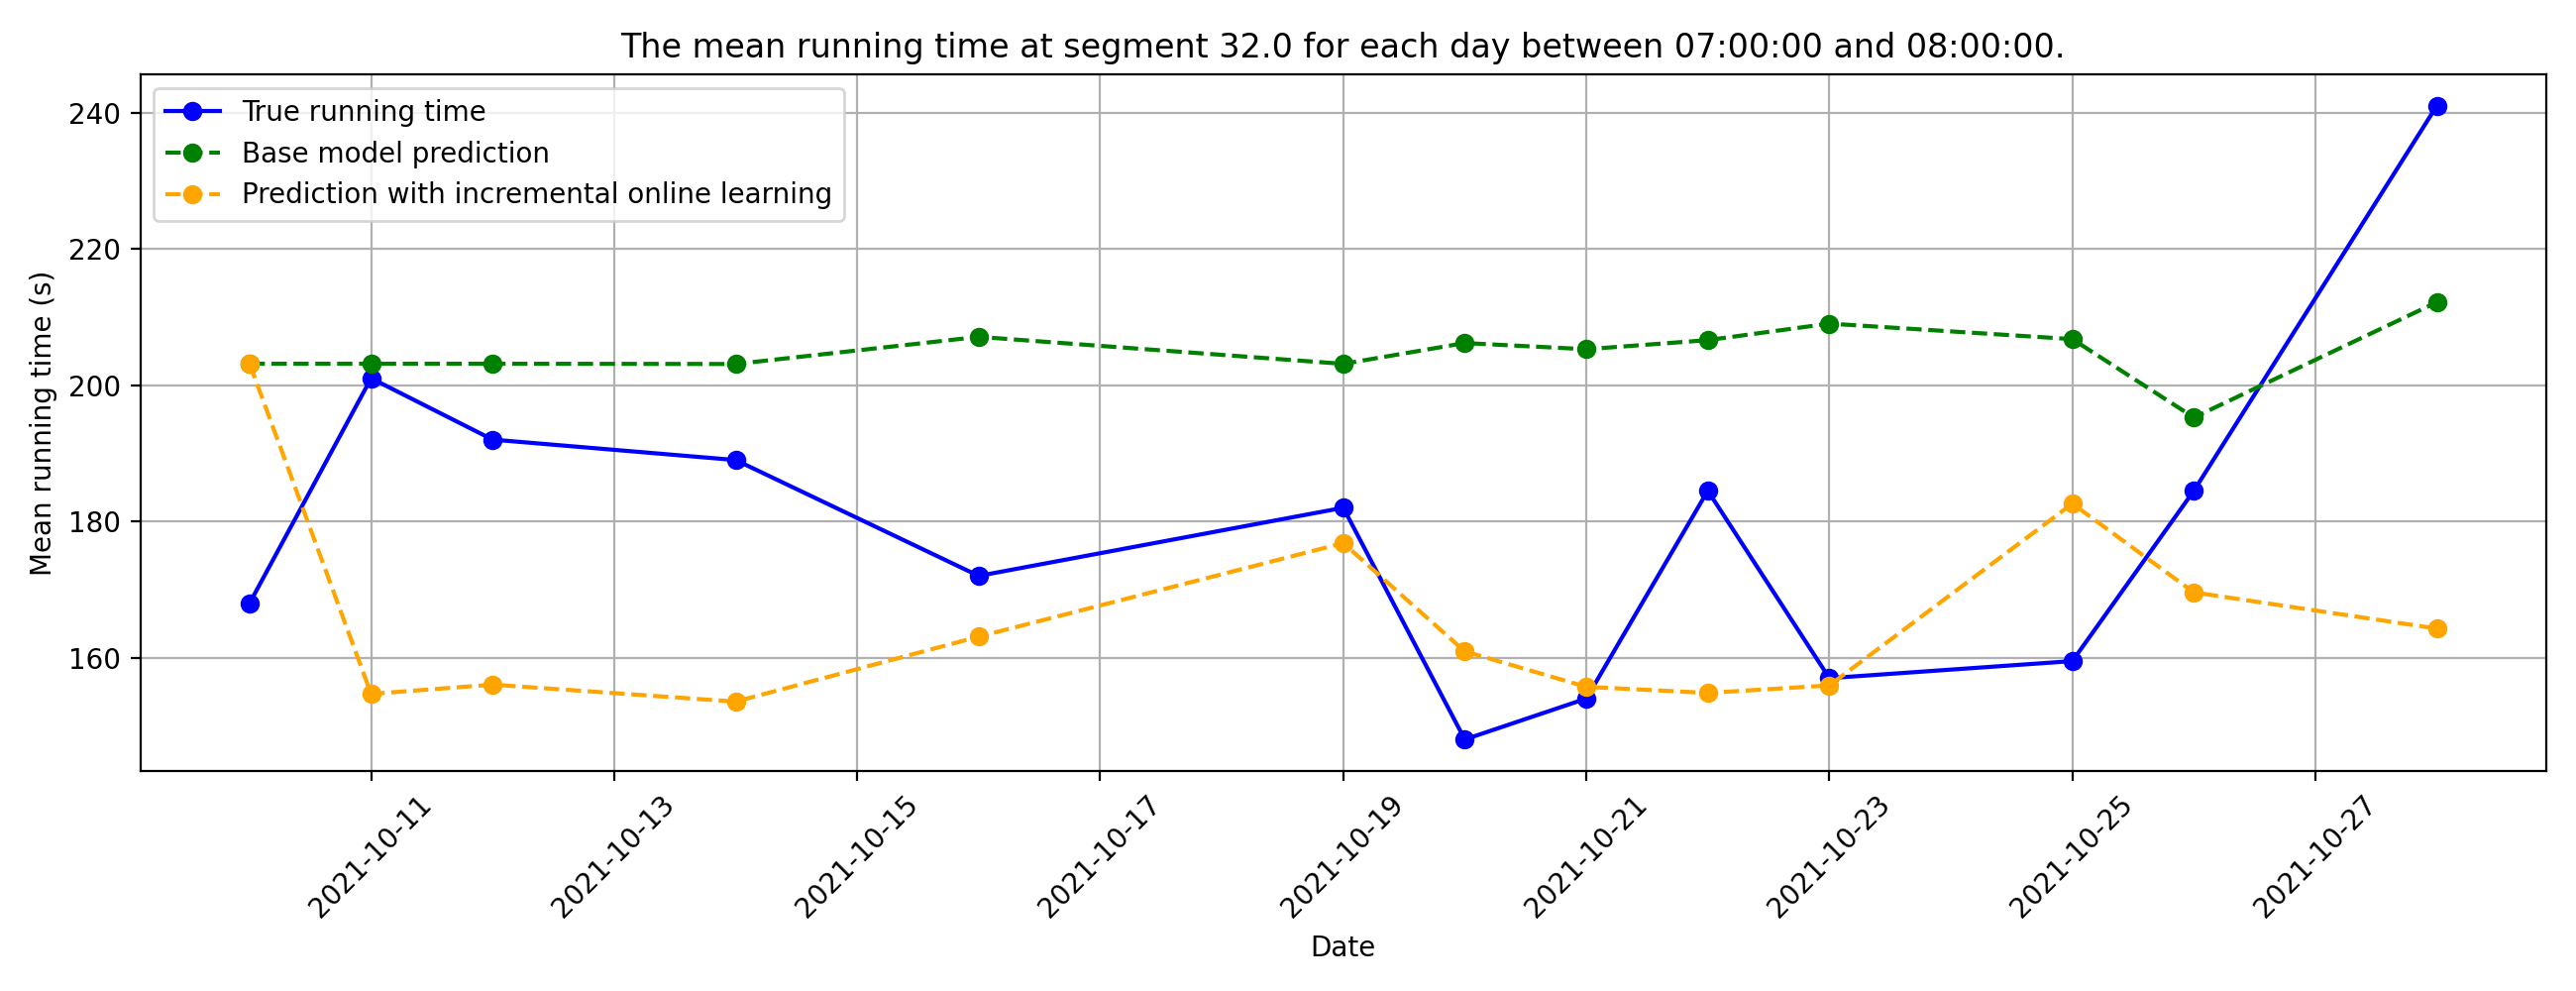 The mean running time at segment 32.0 for each day between 07:00:00 and 08:00:00.
True running time
Base model prediction
Prediction with incremental online learning
Mean running time (s)
240
220
200
180
160
2021-10-11
2021-10-13
2021-10-15
2021-10-17
2021-10-19
2021-10-21
2021-10-23
2021-10-25
2021-10-27
Date